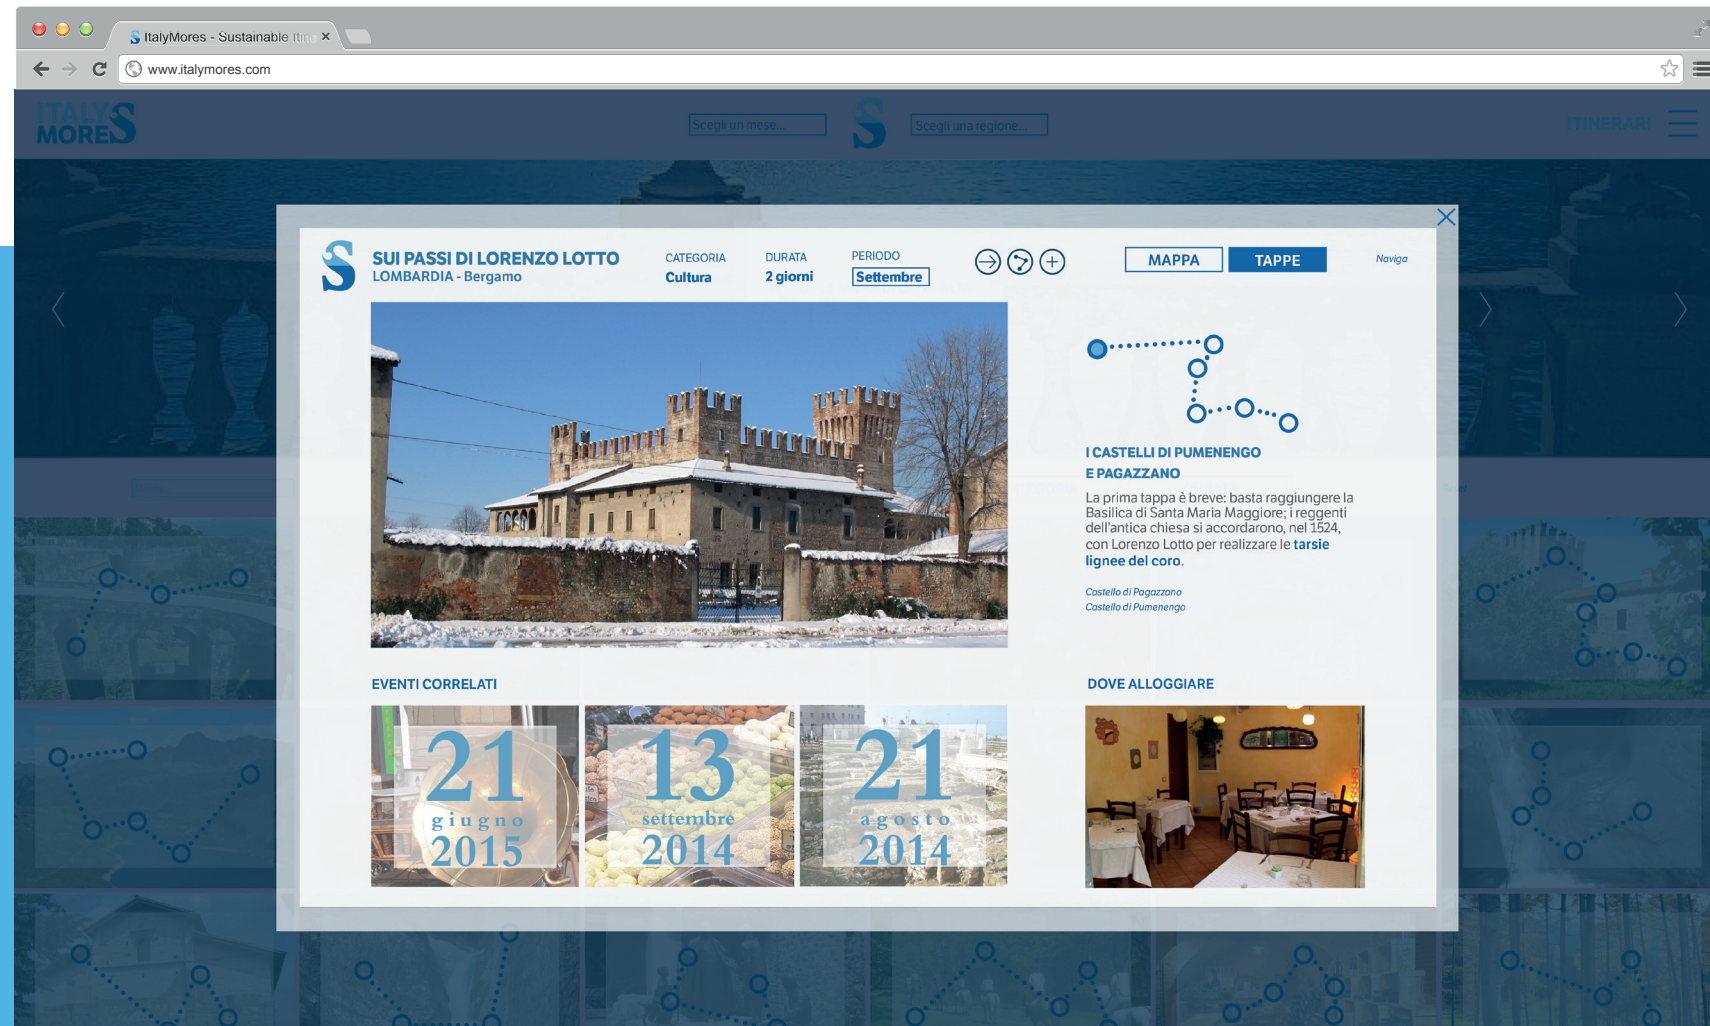 ItalyMores - Sustainable Itine
www.italymores.com
ITALY
MORES
Scegli un mese...
Scegli una regione...
ITINERARI
SUI PASSI DI LORENZO LOTTO
LOMBARDIA - Bergamo
CATEGORIA
Cultura
DURATA
2 giorni
PERIODO
Settembre
MAPPA
TAPPE
Naviga
I CASTELLI DI PUMENENGO
E PAGAZZANO
La prima tappa è breve: basta raggiungere la
Basilica di Santa Maria Maggiore; i reggenti
dell'antica chiesa si accordarono, nel 1524,
con Lorenzo Lotto per realizzare le tarsie
lignee del coro.
Castello di Pagazzano
Castello di Pumenengo
EVENTI CORRELATI
21
giugno
2015
13
settembre
2014
21
agosto
2014
DOVE ALLOGGIARE